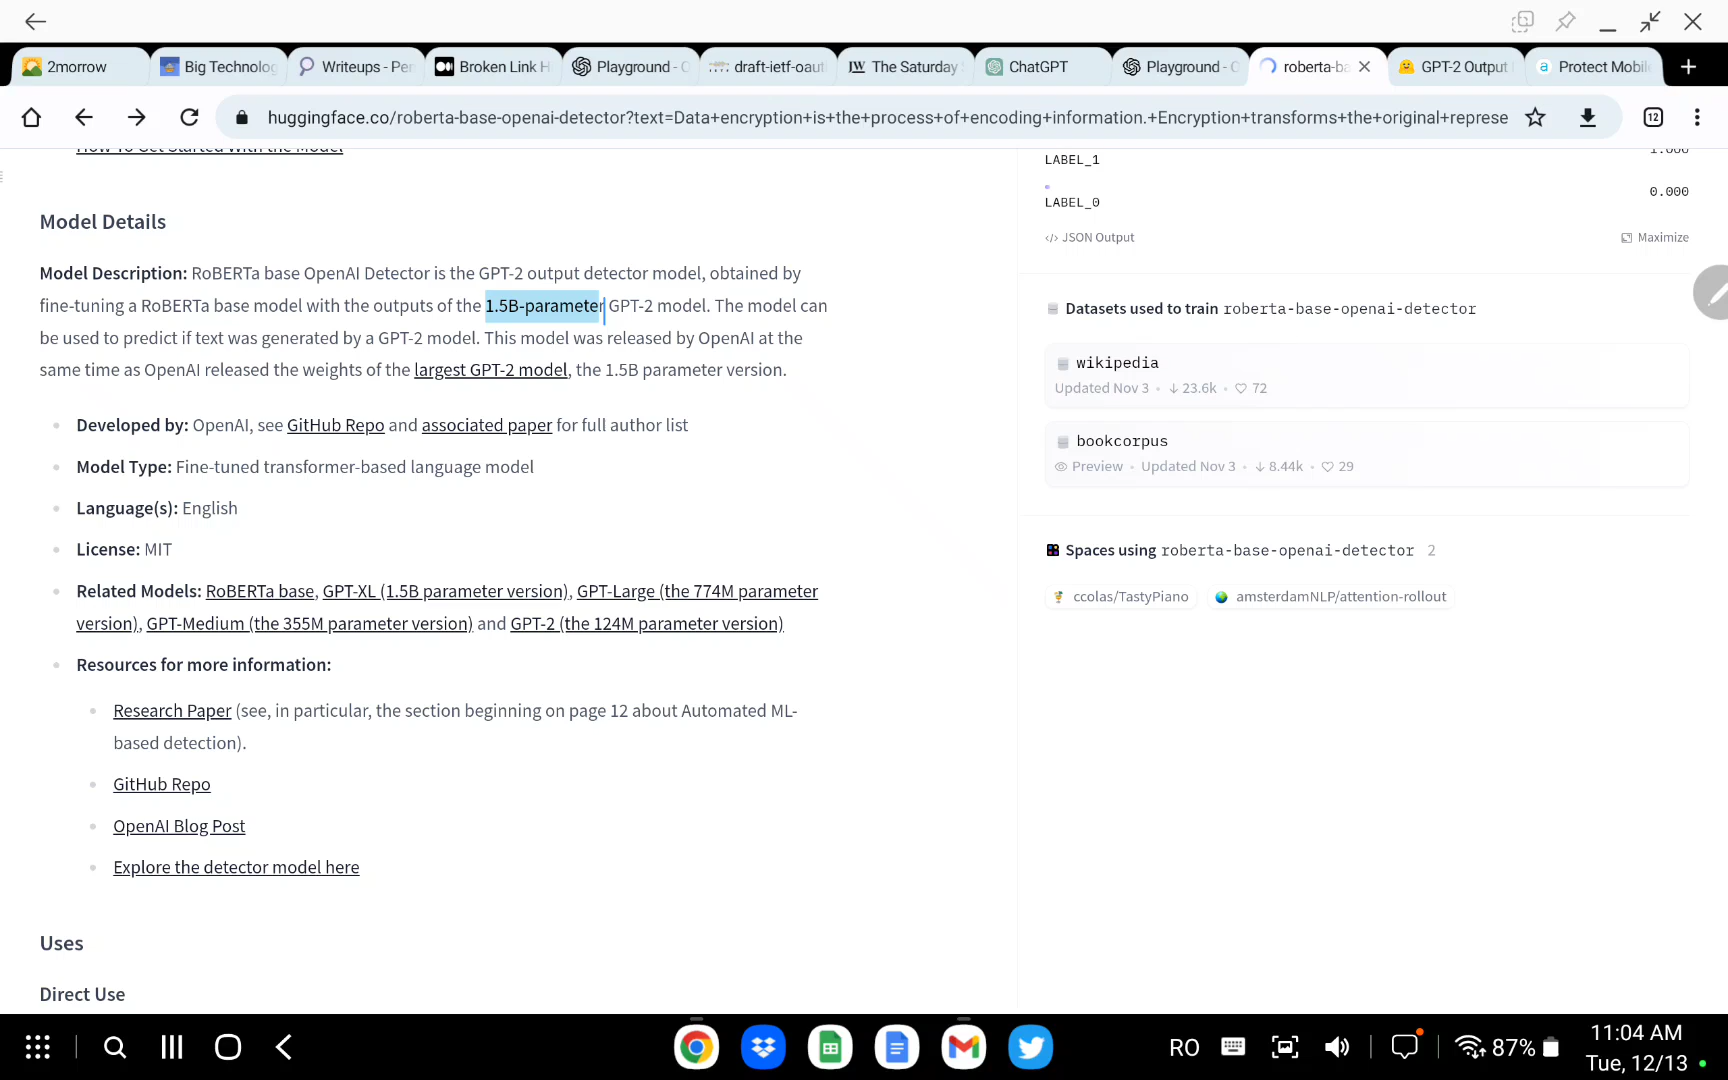 2morrow
Big Technolog
Writeups - Pen
Broken Link H
Playground - O
draft-ietf-oaut
The Saturday
ChatGPT
Playground - O
roberta-ba
GPT-2 Output
Protect Mobile
huggingface.co/roberta-base-openai-detector?text=Data+encryption+is+the+process+of+encoding+information.+Encryption+transforms+the+original+represe
12
How To Get Started With the Model
Model Details
Model Description: RoBERTa base OpenAI Detector is the GPT-2 output detector model, obtained by
fine-tuning a RoBERTa base model with the outputs of the 1.5B-parameter GPT-2 model. The model can
be used to predict if text was generated by a GPT-2 model. This model was released by OpenAI at the
same time as OpenAI released the weights of the largest GPT-2 model, the 1.5B parameter version.
Developed by: OpenAI, see GitHub Repo and associated paper for full author list
Model Type: Fine-tuned transformer-based language model
Language(s): English
License: MIT
Related Models: RoBERTa base, GPT-XL (1.5B parameter version), GPT-Large (the 774M parameter
version), GPT-Medium (the 355M parameter version) and GPT-2 (the 124M parameter version)
Resources for more information:
Research Paper (see, in particular, the section beginning on page 12 about Automated ML-
based detection).
GitHub Repo
OpenAI Blog Post
Explore the detector model here
Uses
Direct Use
LABEL_1 1.000
LABEL_0 0.000
</> JSON Output Maximize
Datasets used to train roberta-base-openai-detector
wikipedia
Updated Nov 3 • ↓ 23.6k • ♡ 72
bookcorpus
Preview • Updated Nov 3 • ↓ 8.44k • ♡ 29
Spaces using roberta-base-openai-detector 2
ccolas/TastyPiano amsterdamNLP/attention-rollout
RO
87%
11:04 AM
Tue, 12/13